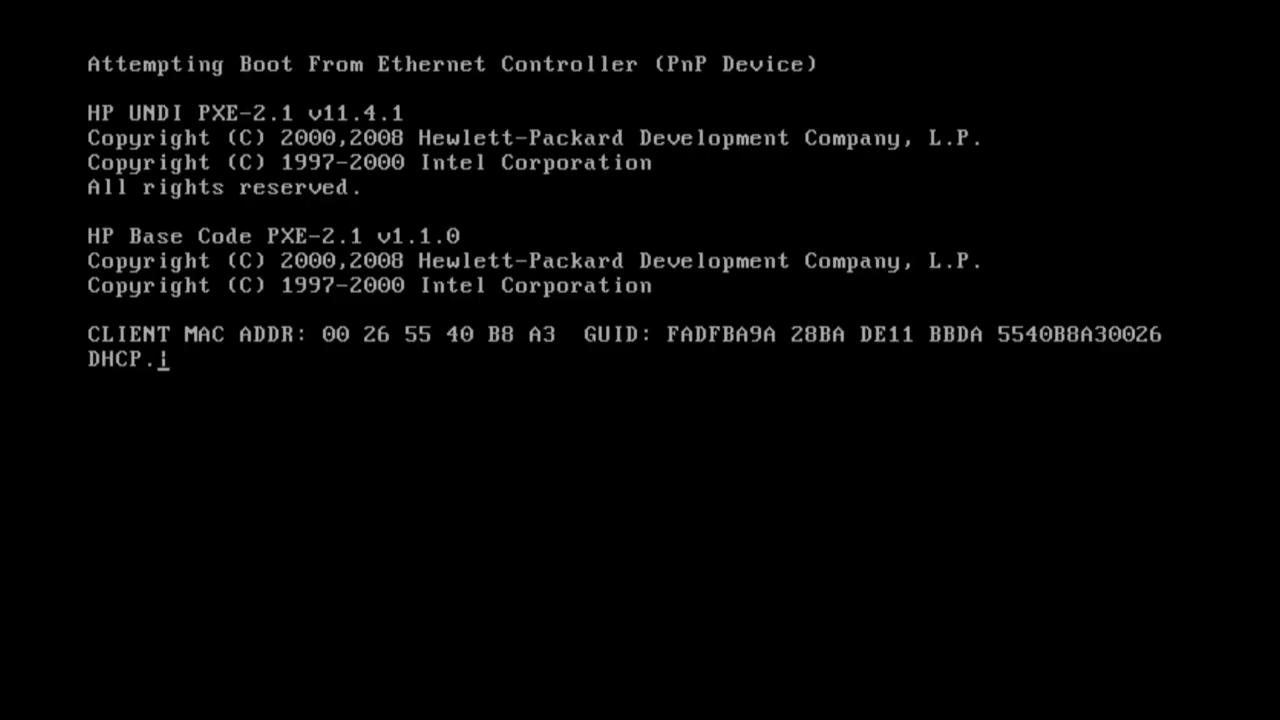 Attempting Boot From Ethernet Controller (PnP Device)
HP UNDI PXE-2.1 v11.4.1
Copyright (C) 2000,2008 Hewlett-Packard Development Company, L.P.
Copyright (C) 1997-2000 Intel Corporation
All rights reserved.
HP Base Code PXE-2.1 v1.1.0
Copyright (C) 2000,2008 Hewlett-Packard Development Company, L.P.
Copyright (C) 1997-2000 Intel Corporation
CLIENT MAC ADDR: 00 26 55 40 B8 A3  GUID: FADFBA9A 28BA DE11 BBDA 5540B8A30026
DHCP.|